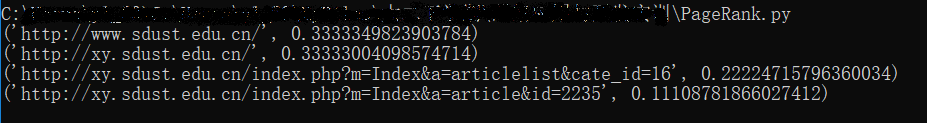 C:\PageRank.py
('http://www.sdust.edu.cn/', 0.3333349823903784)
('http://xy.sdust.edu.cn/', 0.33333004098574714)
('http://xy.sdust.edu.cn/index.php?m=Index&a=articlelist&cate_id=16', 0.22224715796360034)
('http://xy.sdust.edu.cn/index.php?m=Index&a=article&id=2235', 0.11108781866027412)